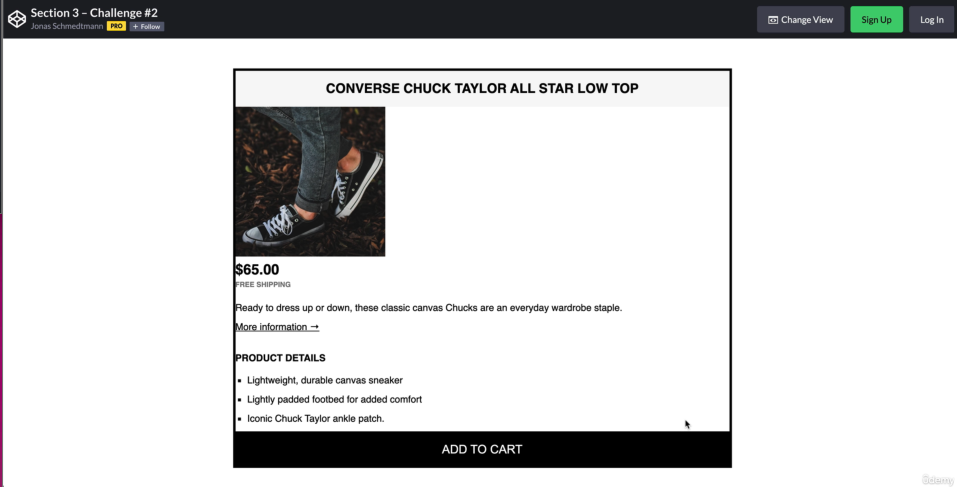 Section 3 – Challenge #2
Jonas Schmedtmann PRO + Follow
Change View
Sign Up
Log In
CONVERSE CHUCK TAYLOR ALL STAR LOW TOP
$65.00
FREE SHIPPING
Ready to dress up or down, these classic canvas Chucks are an everyday wardrobe staple.
More information →
PRODUCT DETAILS
Lightweight, durable canvas sneaker
Lightly padded footbed for added comfort
Iconic Chuck Taylor ankle patch.
ADD TO CART
ûdemy